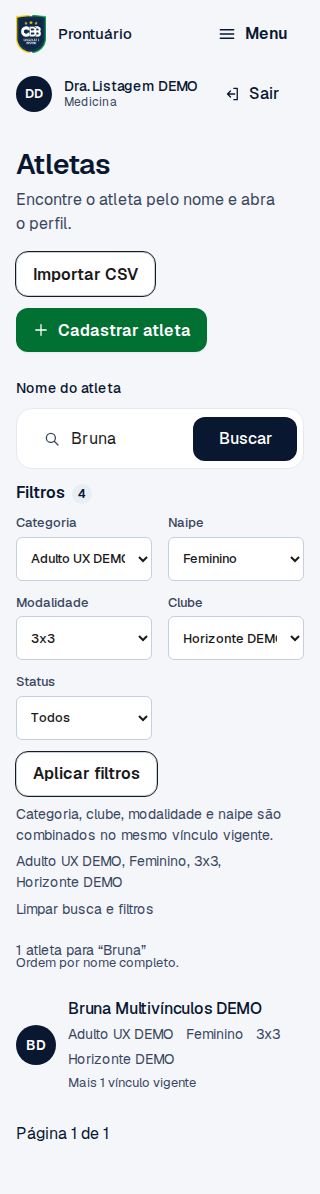 CBB
Prontuário
Menu
DD
Dra. Listagem DEMO
Medicina
Sair
Atletas
Encontre o atleta pelo nome e abra
o perfil.
Importar CSV
+ Cadastrar atleta
Nome do atleta
Bruna
Buscar
Filtros 4
Categoria
Naipe
Adulto UX DEMO
Feminino
Modalidade
Clube
3x3
Horizonte DEM
Status
Todos
Aplicar filtros
Categoria, clube, modalidade e naipe são
combinados no mesmo vínculo vigente.
Adulto UX DEMO, Feminino, 3x3,
Horizonte DEMO
Limpar busca e filtros
1 atleta para “Bruna”
Ordem por nome completo.
BD
Bruna Multivínculos DEMO
Adulto UX DEMO Feminino 3x3
Horizonte DEMO
Mais 1 vínculo vigente
Página 1 de 1